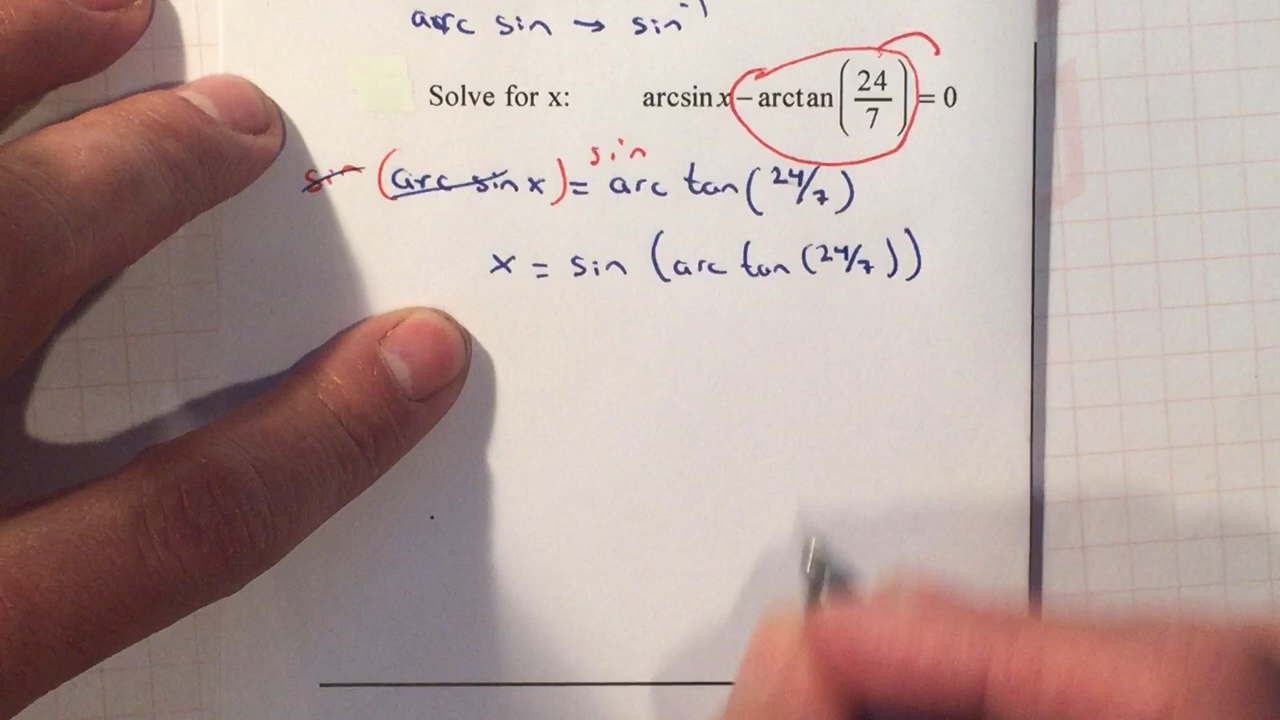 arc sin → sin⁻¹
Solve for x: arcsin x − arctan (24/7) = 0
sin (arc sin x) = sin arc tan (24/7)
x = sin (arc tan (24/7))